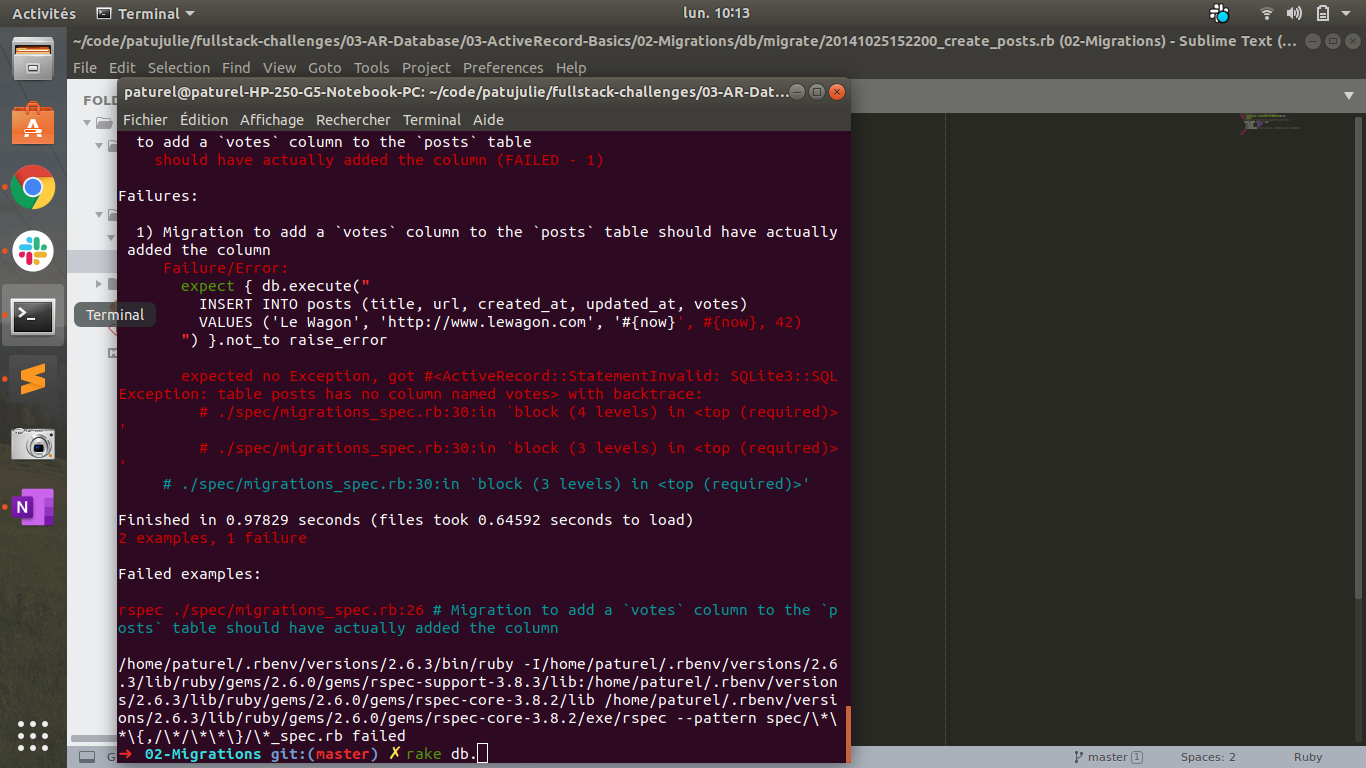 Activités
Terminal
lun. 10:13
~/code/patujulie/fullstack-challenges/03-AR-Database/03-ActiveRecord-Basics/02-Migrations/db/migrate/20141025152200_create_posts.rb (02-Migrations) - Sublime Text (...
File Edit Selection Find View Goto Tools Project Preferences Help
FOLD
paturel@paturel-HP-250-G5-Notebook-PC: ~/code/patujulie/fullstack-challenges/03-AR-Dat...
Fichier Édition Affichage Rechercher Terminal Aide
to add a `votes` column to the `posts` table
should have actually added the column (FAILED - 1)
Failures:
1) Migration to add a `votes` column to the `posts` table should have actually
added the column
Failure/Error:
expect { db.execute("
INSERT INTO posts (title, url, created_at, updated_at, votes)
VALUES ('Le Wagon', 'http://www.lewagon.com', '#{now}', #{now}, 42)
") }.not_to raise_error
expected no Exception, got #<ActiveRecord::StatementInvalid: SQLite3::SQL
Exception: table posts has no column named votes> with backtrace:
# ./spec/migrations_spec.rb:30:in `block (4 levels) in <top (required)>
'
# ./spec/migrations_spec.rb:30:in `block (3 levels) in <top (required)>
'
# ./spec/migrations_spec.rb:30:in `block (3 levels) in <top (required)>'
Finished in 0.97829 seconds (files took 0.64592 seconds to load)
2 examples, 1 failure
Failed examples:
rspec ./spec/migrations_spec.rb:26 # Migration to add a `votes` column to the `p
osts` table should have actually added the column
/home/paturel/.rbenv/versions/2.6.3/bin/ruby -I/home/paturel/.rbenv/versions/2.6
.3/lib/ruby/gems/2.6.0/gems/rspec-support-3.8.3/lib:/home/paturel/.rbenv/version
s/2.6.3/lib/ruby/gems/2.6.0/gems/rspec-core-3.8.2/lib /home/paturel/.rbenv/versi
ons/2.6.3/lib/ruby/gems/2.6.0/gems/rspec-core-3.8.2/exe/rspec --pattern spec/\*\
*\{,/\*/\*\*\}/\*_spec.rb failed
➜ 02-Migrations git:(master) ✗ rake db.
Terminal
N
G
master 1
Spaces: 2
Ruby